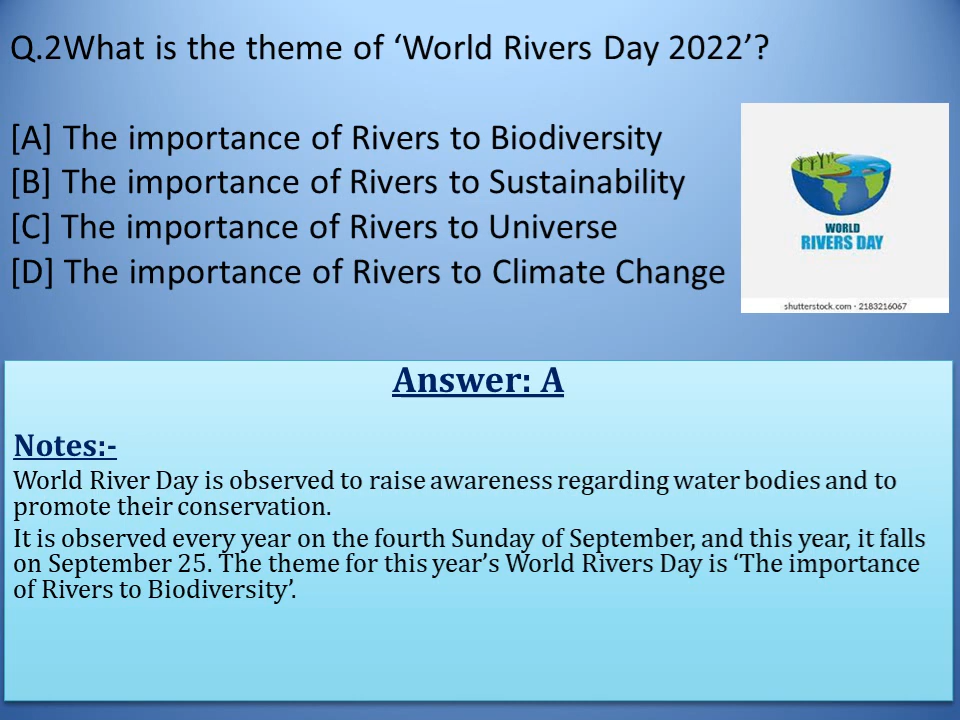 Q.2What is the theme of ‘World Rivers Day 2022’?
[A] The importance of Rivers to Biodiversity
[B] The importance of Rivers to Sustainability
[C] The importance of Rivers to Universe
[D] The importance of Rivers to Climate Change
WORLD
RIVERS DAY
shutterstock.com · 2183216067
Answer: A
Notes:-
World River Day is observed to raise awareness regarding water bodies and to
promote their conservation.
It is observed every year on the fourth Sunday of September, and this year, it falls
on September 25. The theme for this year’s World Rivers Day is ‘The importance
of Rivers to Biodiversity’.